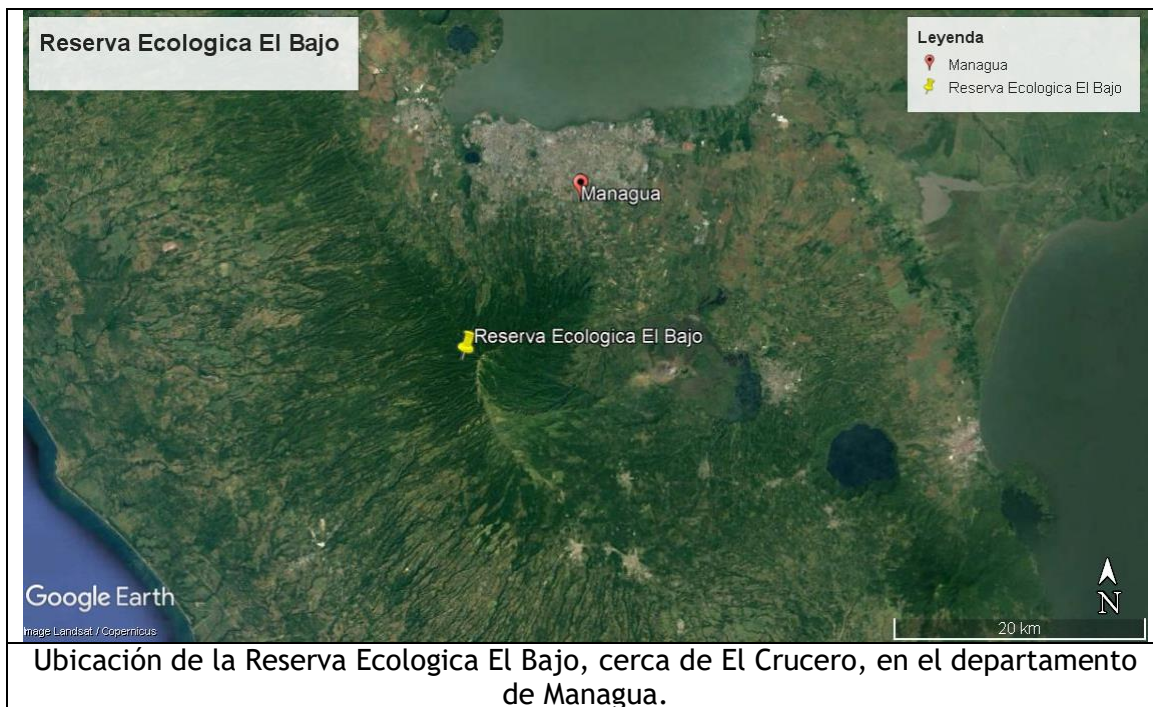 Reserva Ecologica El Bajo
Leyenda
Managua
Reserva Ecologica El Bajo
Managua
Reserva Ecologica El Bajo
Google Earth
Image Landsat / Copernicus
N
20 km
Ubicación de la Reserva Ecologica El Bajo, cerca de El Crucero, en el departamento
de Managua.